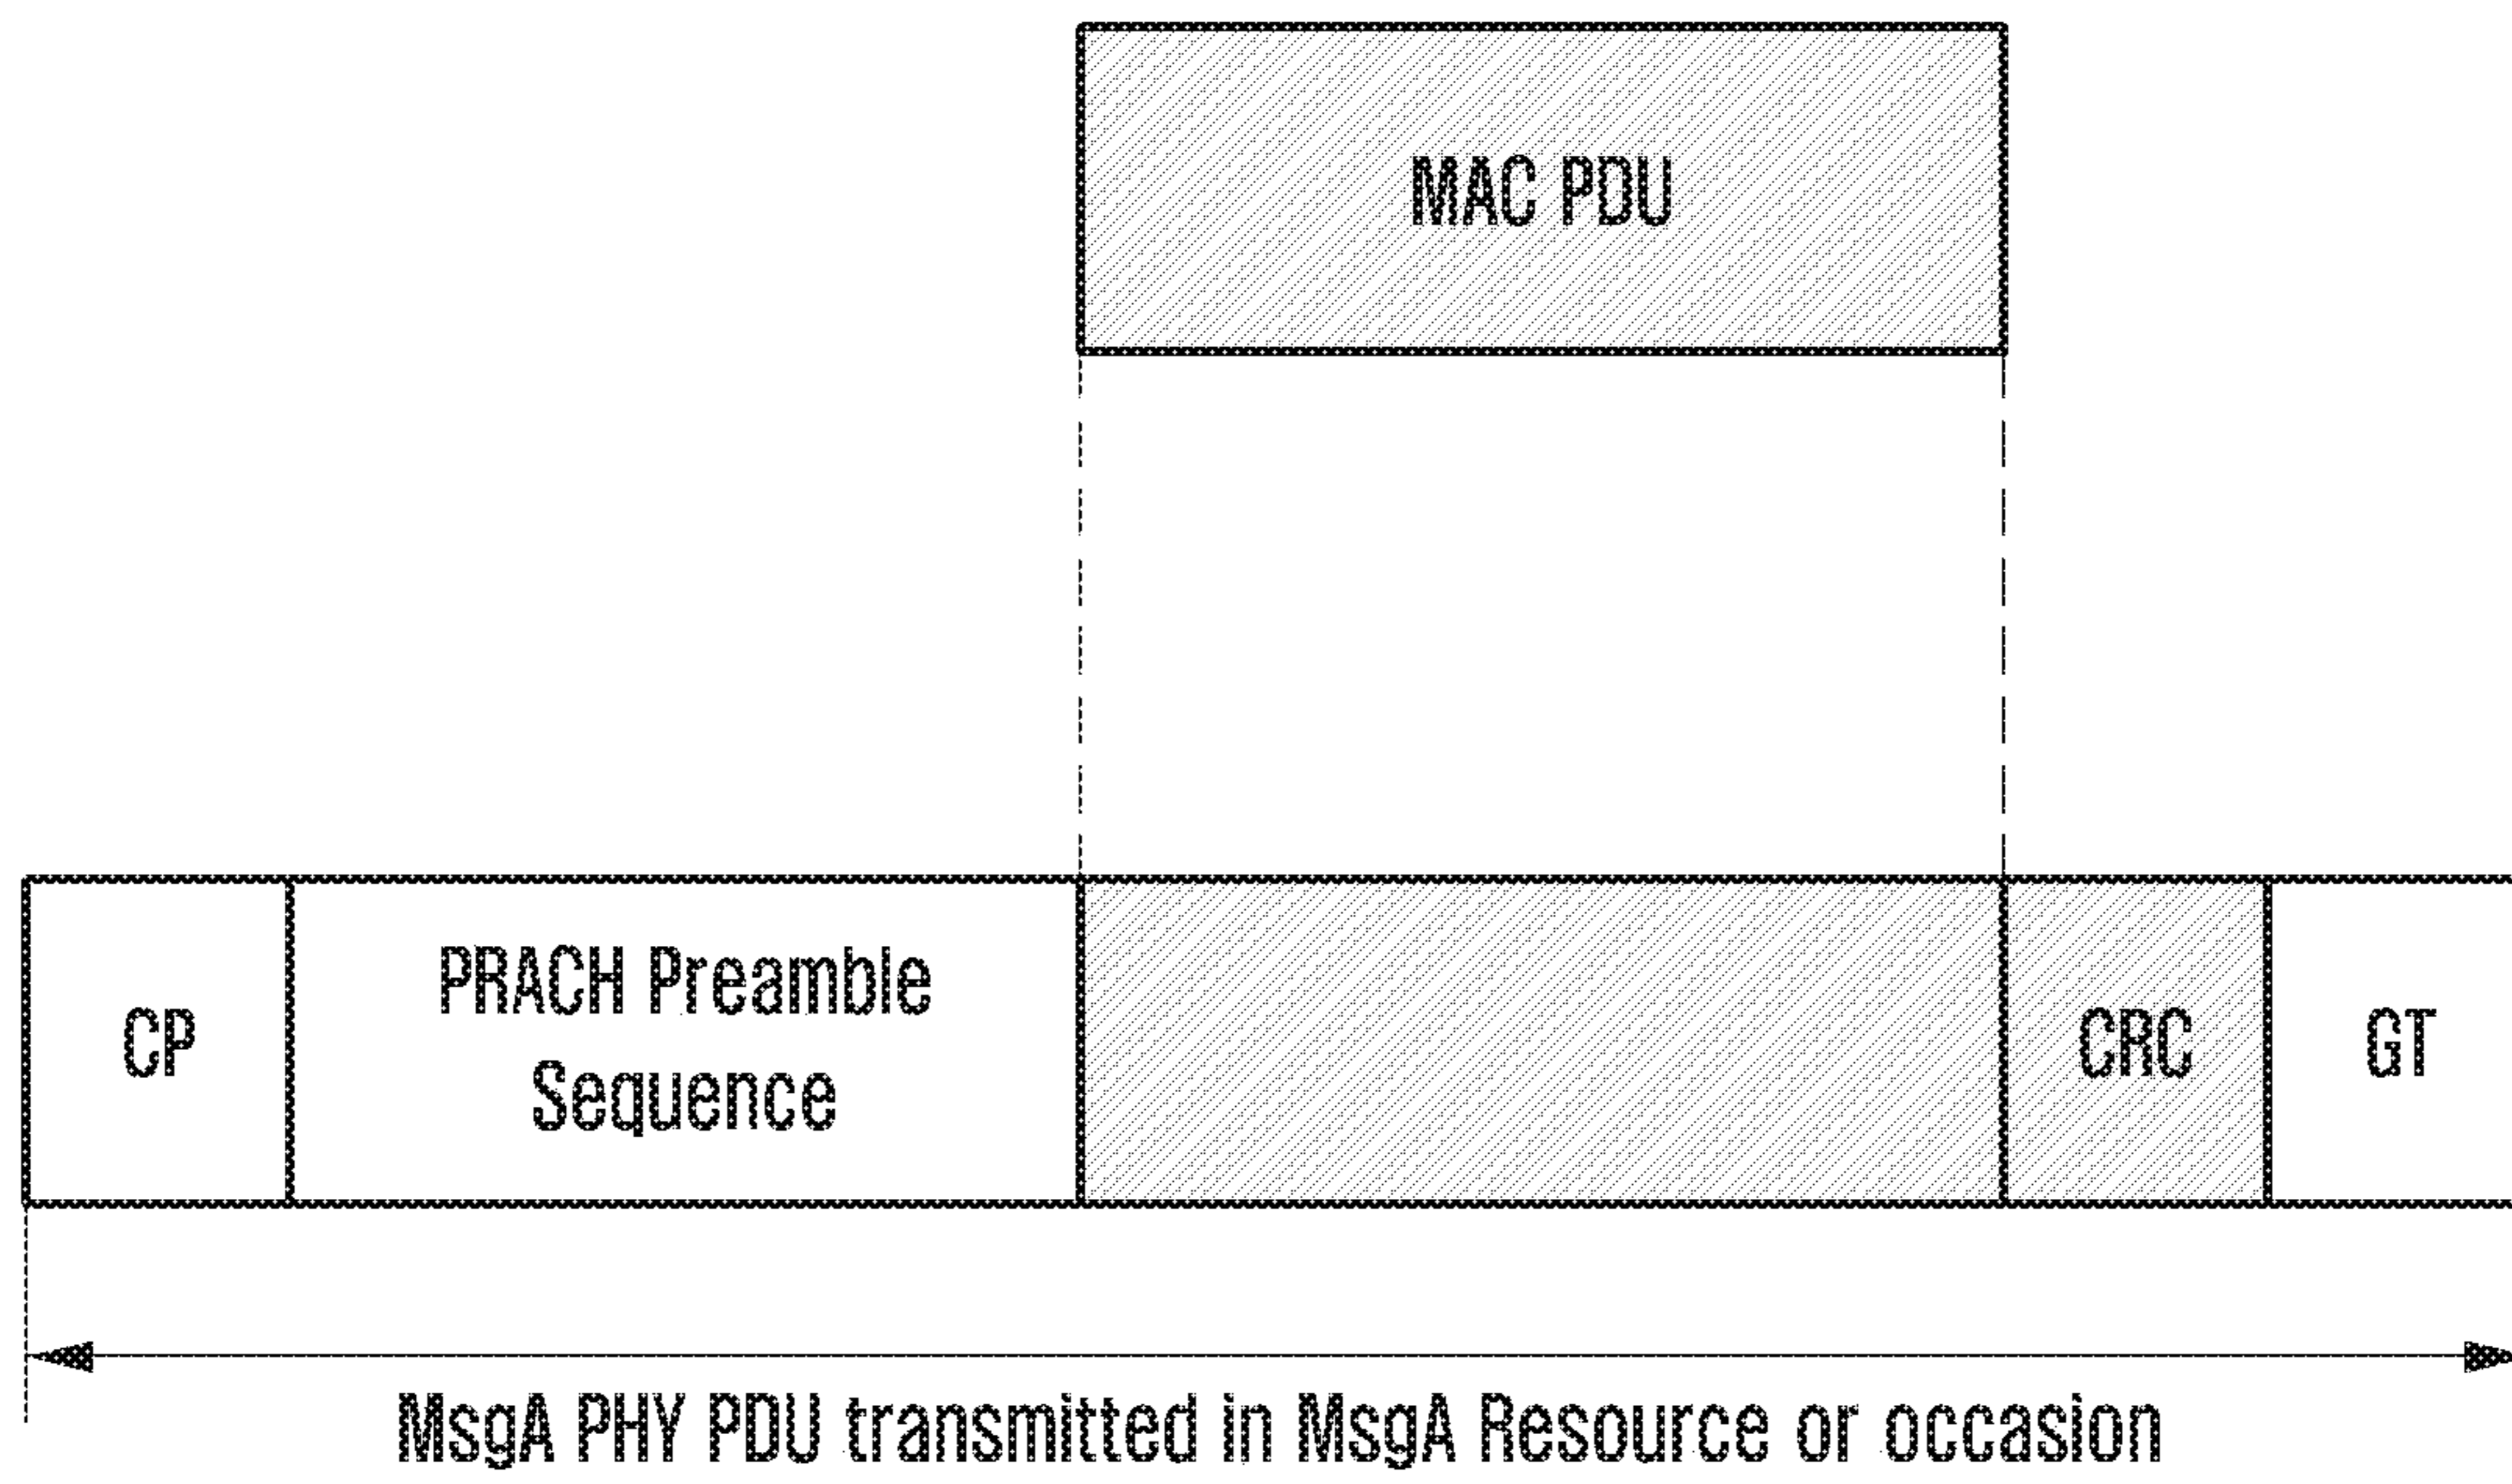 MAC PDU
CP
PRACH Preamble
Sequence
CRC
GT
MsgA PHY PDU transmitted in MsgA Resource or occasion